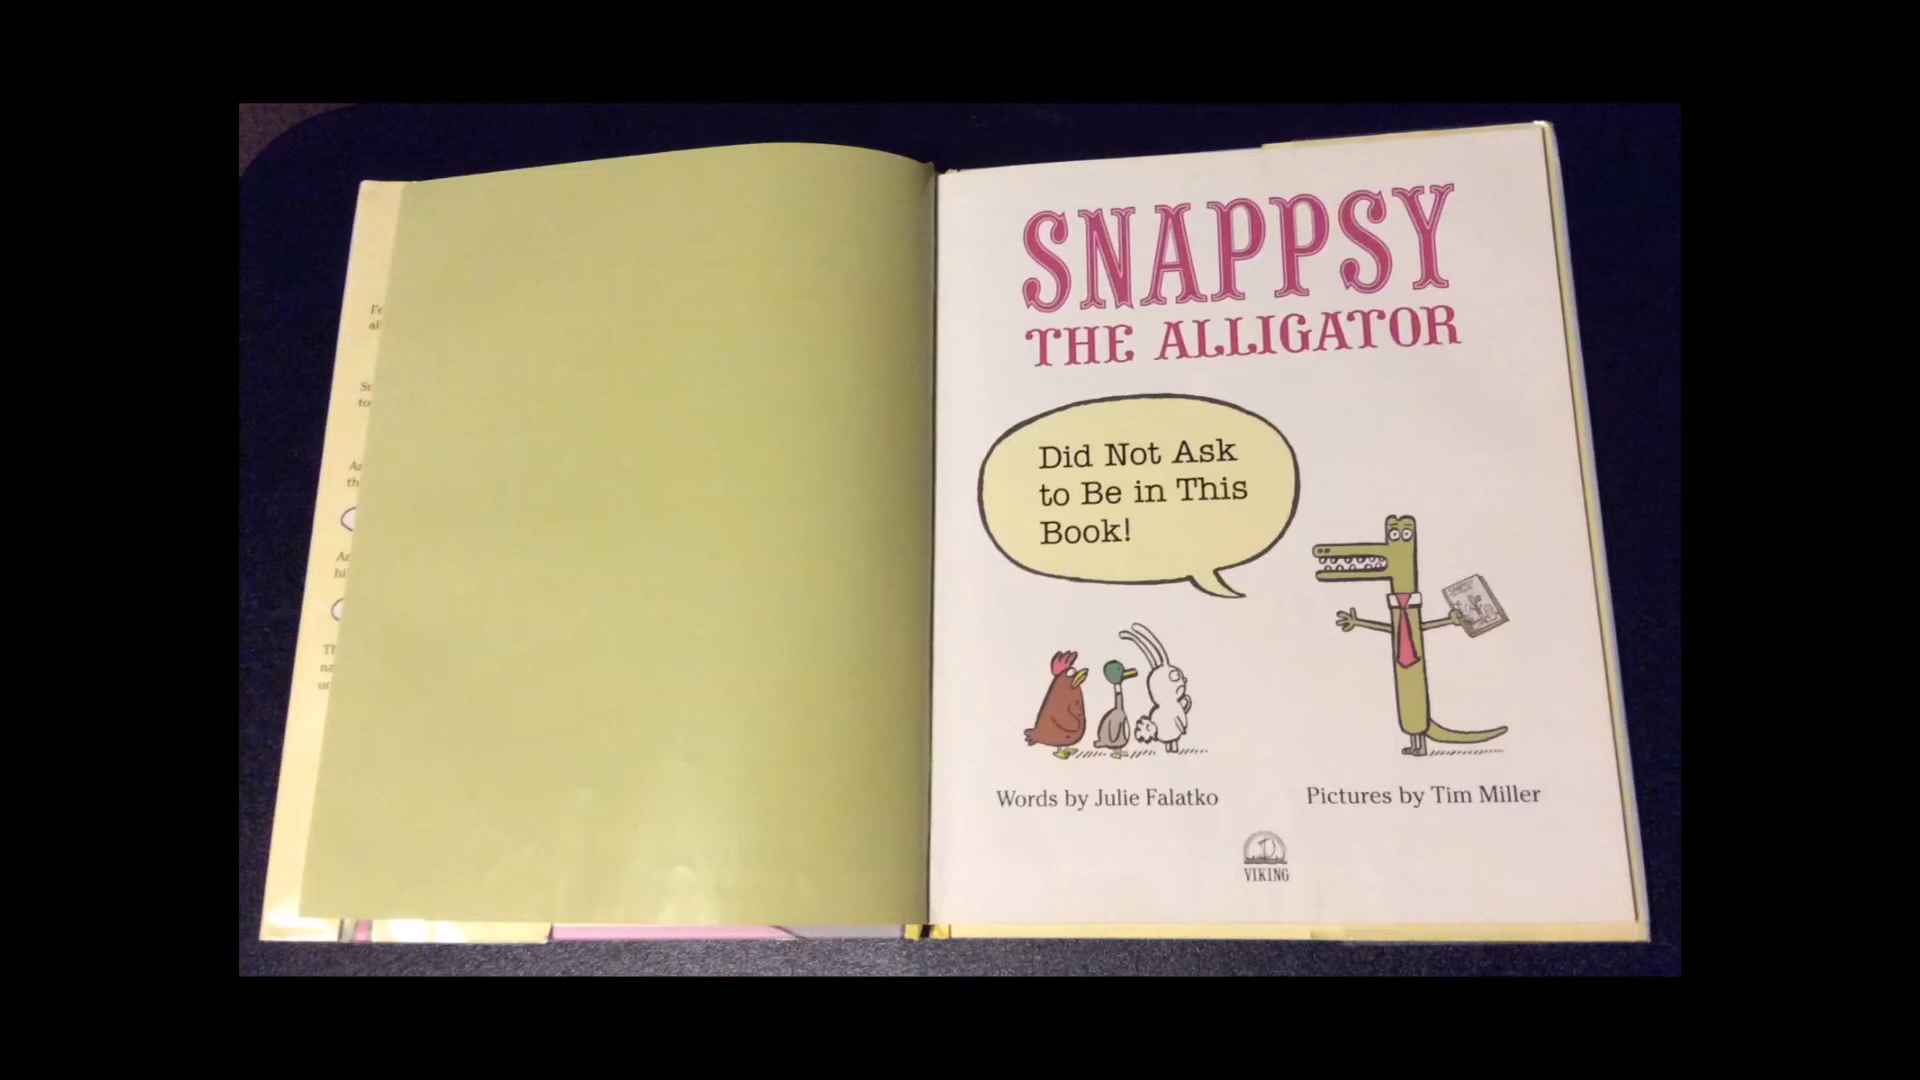 SNAPPSY
THE ALLIGATOR
Did Not Ask
to Be in This
Book!
Words by Julie Falatko
Pictures by Tim Miller
VIKING